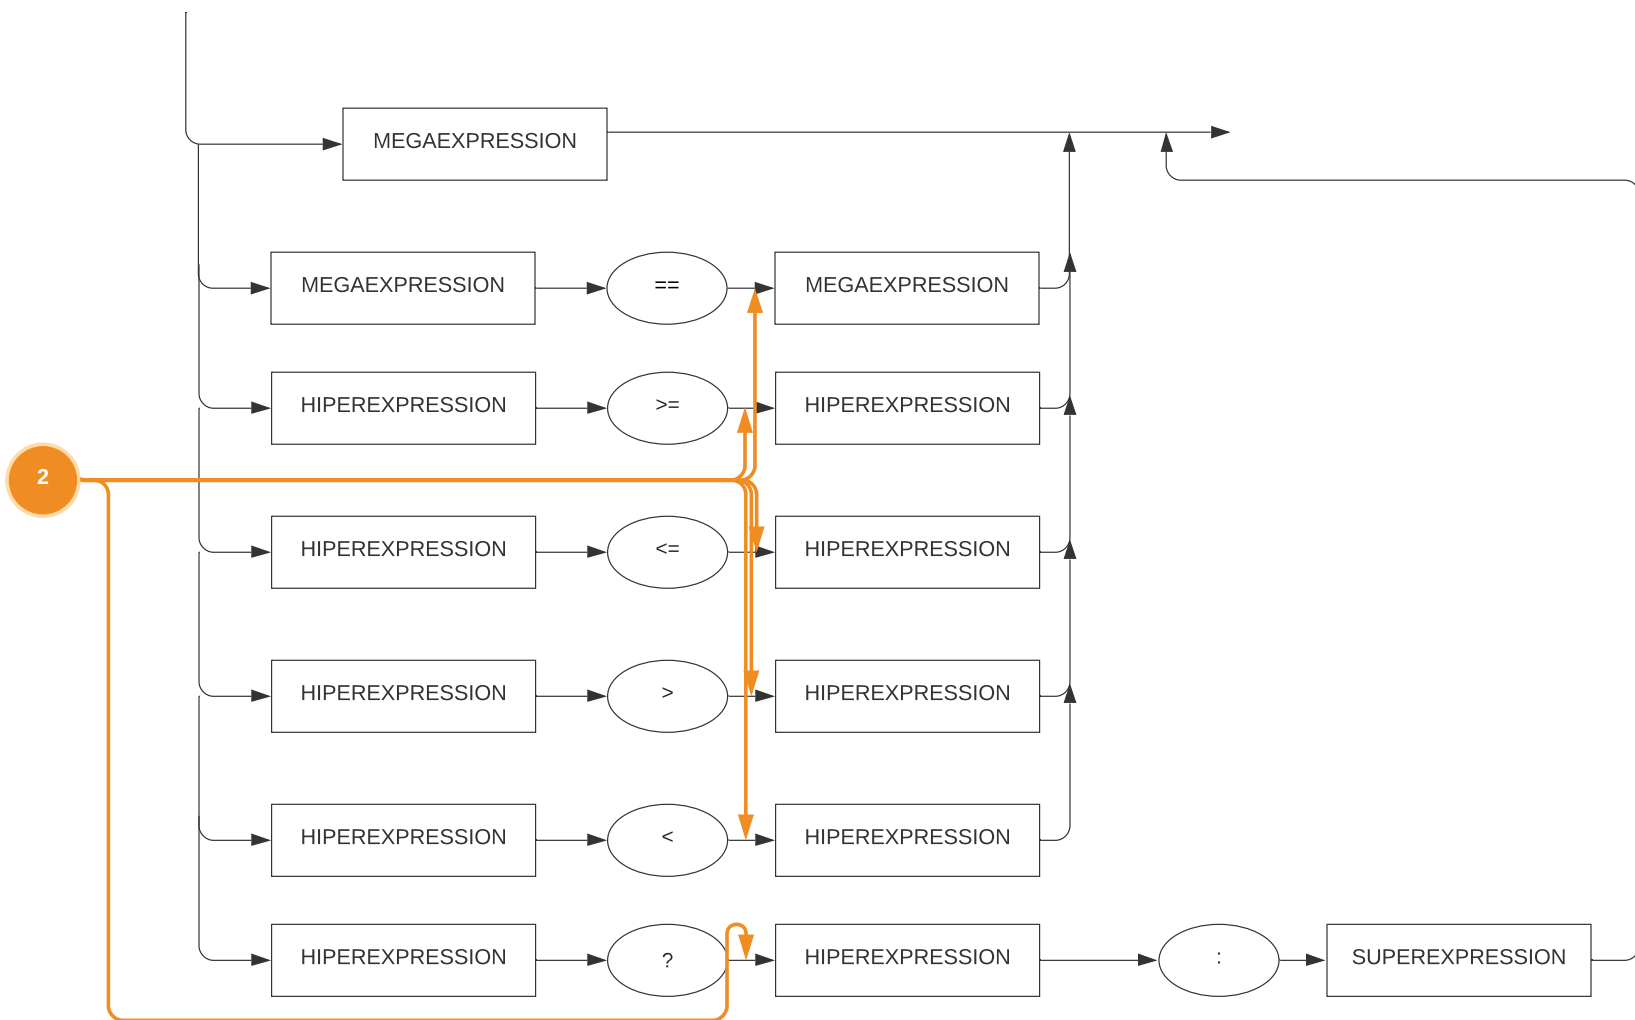 MEGAEXPRESSION
MEGAEXPRESSION == MEGAEXPRESSION
HIPEREXPRESSION >= HIPEREXPRESSION
2
HIPEREXPRESSION <= HIPEREXPRESSION
HIPEREXPRESSION > HIPEREXPRESSION
HIPEREXPRESSION < HIPEREXPRESSION
HIPEREXPRESSION ? HIPEREXPRESSION : SUPEREXPRESSION